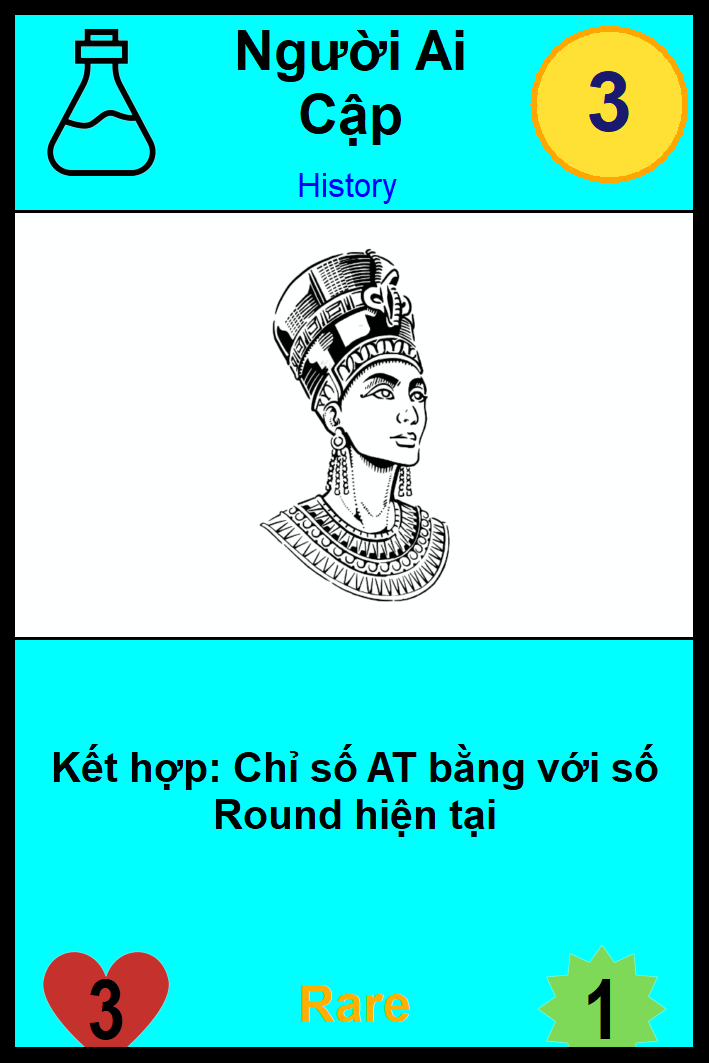 Người Ai
Cập
3
History
Kết hợp: Chỉ số AT bằng với số
Round hiện tại
3
Rare
1